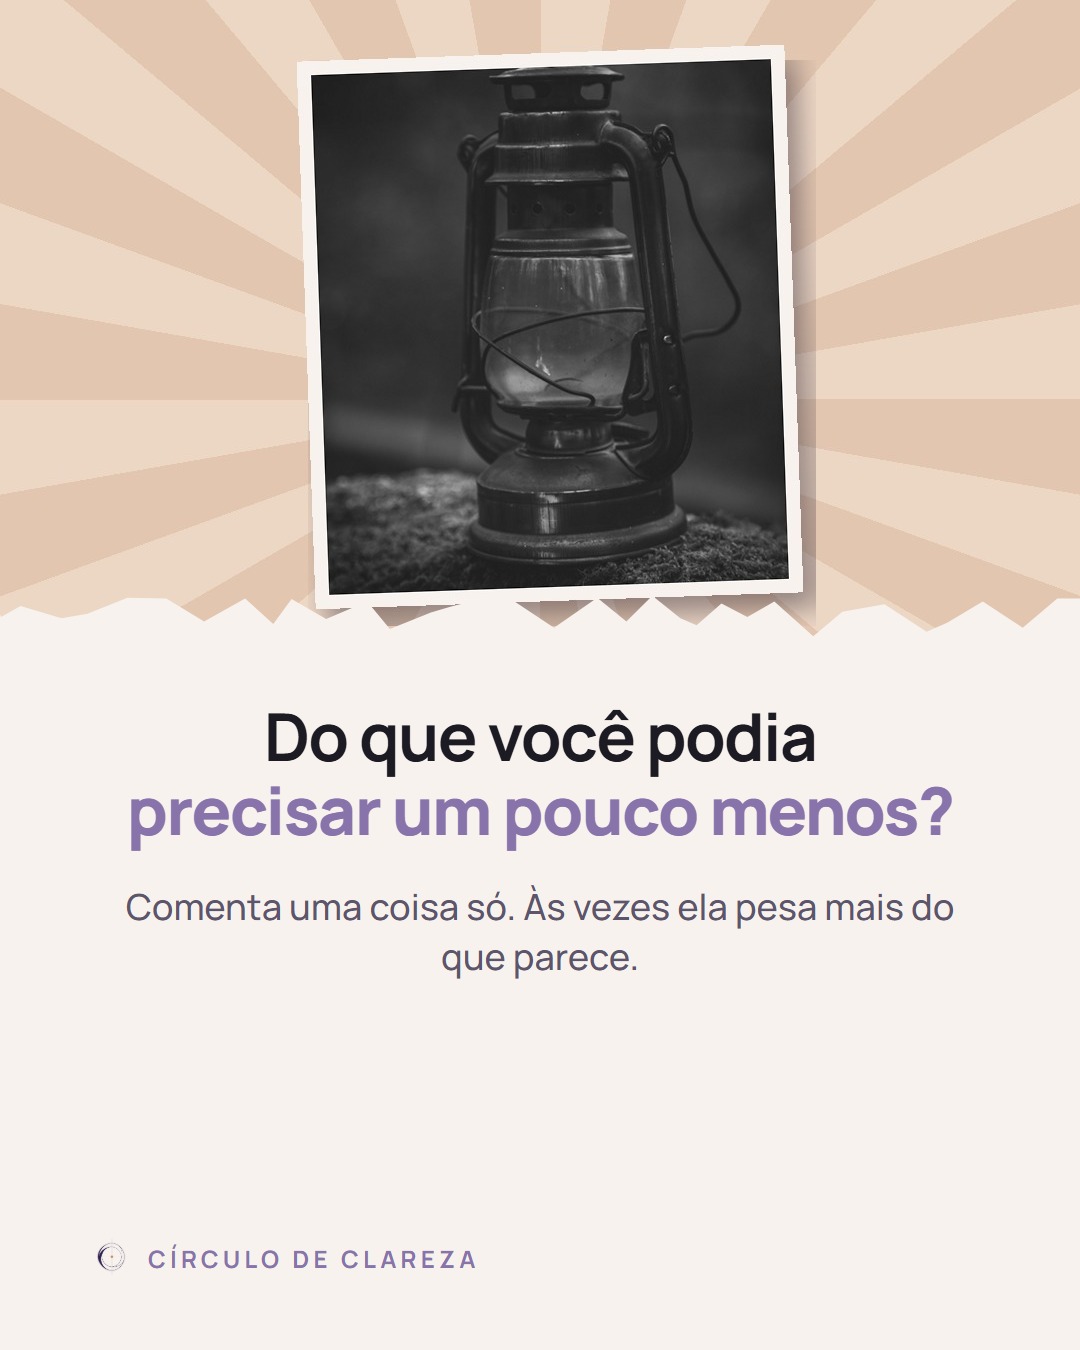 Do que você podia
precisar um pouco menos?
Comenta uma coisa só. Às vezes ela pesa mais do
que parece.
CÍRCULO DE CLAREZA